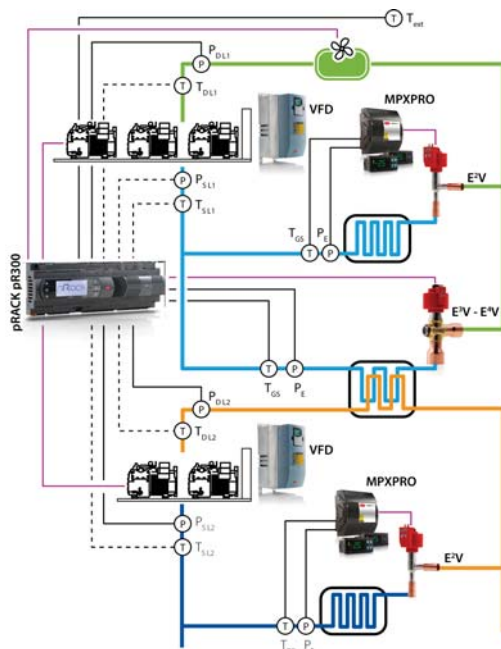 T
Text
P DL1
P
T
T DL1
VFD
MPXPRO
P
P SL1
T
T SL1
E²V
T GS
P E
T
P
pRACK pR300
E³V - E⁴V
T
P
T GS
P E
P DL2
P
T
T DL2
VFD
MPXPRO
P
P SL2
T
T SL2
E²V
T
P